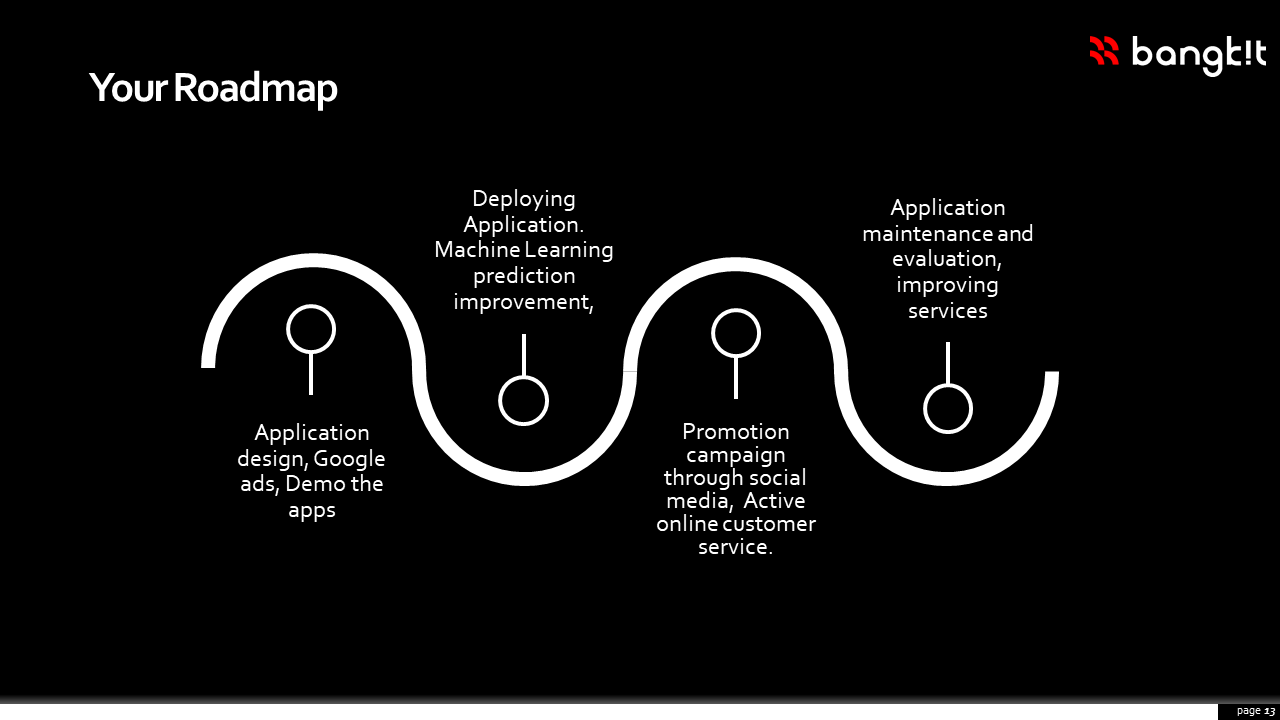 Your Roadmap
bangk!t
Deploying
Application.
Machine Learning
prediction
improvement,
Application
maintenance and
evaluation,
improving
services
Application
design, Google
ads, Demo the
apps
Promotion
campaign
through social
media,  Active
online customer
service.
page 13